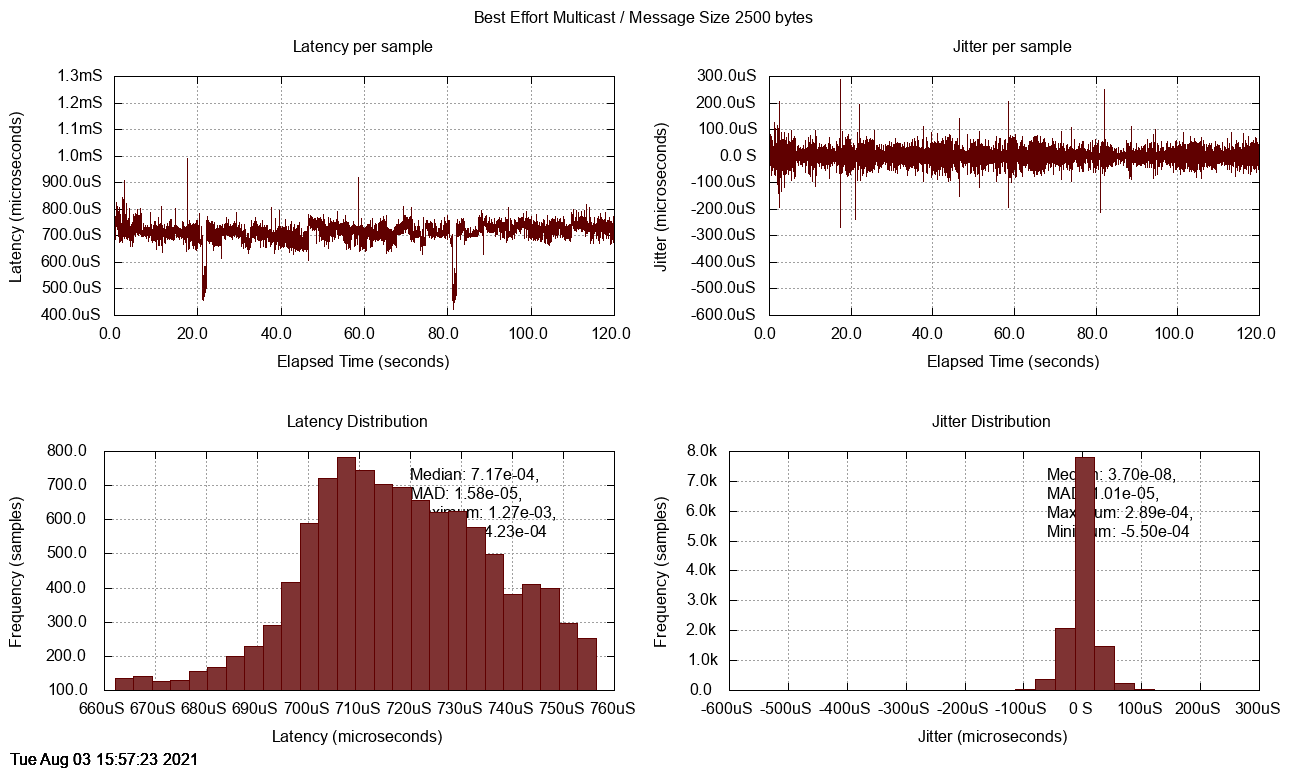 Best Effort Multicast / Message Size 2500 bytes
Latency per sample
1.3mS
1.2mS
1.1mS
1.0mS
900.0uS
800.0uS
700.0uS
600.0uS
500.0uS
400.0uS
Latency (microseconds)
0.0 20.0 40.0 60.0 80.0 100.0 120.0
Elapsed Time (seconds)
Jitter per sample
300.0uS
200.0uS
100.0uS
0.0 S
-100.0uS
-200.0uS
-300.0uS
-400.0uS
-500.0uS
-600.0uS
Jitter (microseconds)
0.0 20.0 40.0 60.0 80.0 100.0 120.0
Elapsed Time (seconds)
Latency Distribution
800.0
700.0
600.0
500.0
400.0
300.0
200.0
100.0
Frequency (samples)
Median: 7.17e-04,
MAD: 1.58e-05,
1.27e-03,
4.23e-04
660uS 670uS 680uS 690uS 700uS 710uS 720uS 730uS 740uS 750uS 760uS
Latency (microseconds)
Jitter Distribution
8.0k
7.0k
6.0k
5.0k
4.0k
3.0k
2.0k
1.0k
0.0
Frequency (samples)
3.70e-08,
MAD: 1.01e-05,
2.89e-04,
-5.50e-04
-600uS -500uS -400uS -300uS -200uS -100uS 0 S 100uS 200uS 300uS
Jitter (microseconds)
Tue Aug 03 15:57:23 2021